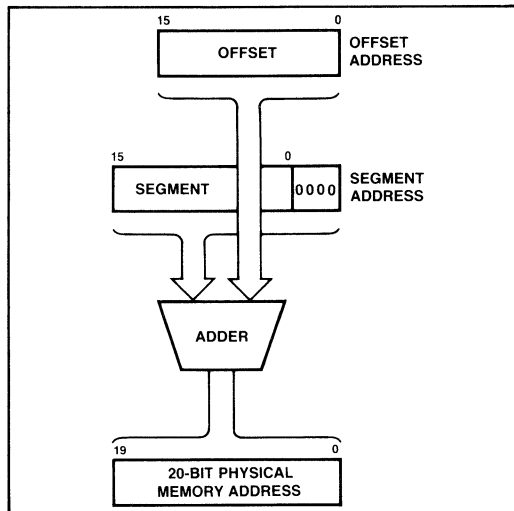 15 0
OFFSET
OFFSET
ADDRESS
15 0
SEGMENT
0000
SEGMENT
ADDRESS
ADDER
19 0
20-BIT PHYSICAL
MEMORY ADDRESS